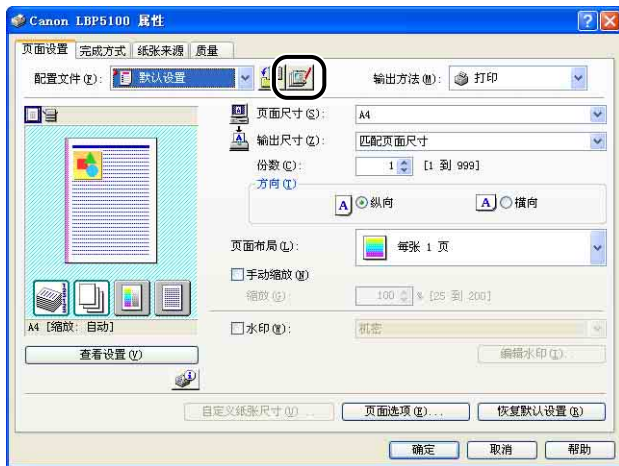 Canon LBP5100 属性
页面设置 完成方式 纸张来源 质量
配置文件(F): 默认设置 输出方法(M): 打印
页面尺寸(S): A4
输出尺寸(Z): 匹配页面尺寸
份数(C): 1 [1 到 999]
方向(T)
A 纵向 A 横向
页面布局(L): 每张 1 页
手动缩放(N)
缩放(G): 100 % [25 到 200]
A4 [缩放: 自动]
水印(W): 机密
查看设置(V) 编辑水印(I)...
自定义纸张尺寸(U)... 页面选项(E)... 恢复默认设置(R)
确定 取消 帮助